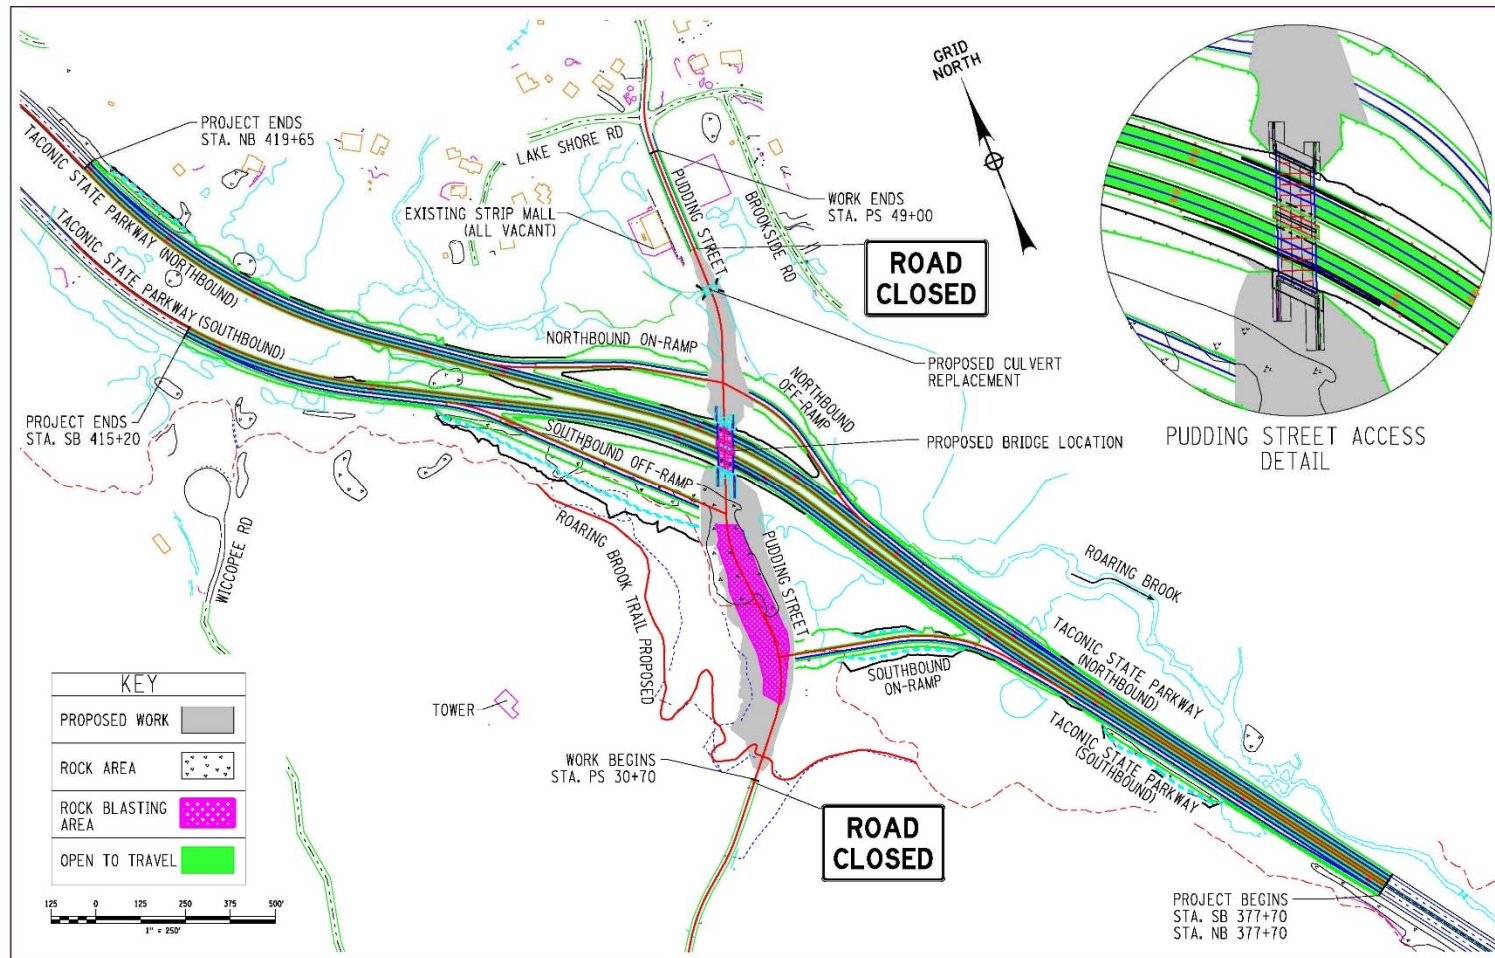 PROJECT ENDS
STA. NB 419+65
TACONIC STATE PARKWAY (NORTHBOUND)
TACONIC STATE PARKWAY (SOUTHBOUND)
PROJECT ENDS
STA. SB 415+20
LAKE SHORE RD
EXISTING STRIP MALL
(ALL VACANT)
PUDDING STREET
BROOKSIDE RD
WORK ENDS
STA. PS 49+00
GRID
NORTH
ROAD
CLOSED
PROPOSED CULVERT
REPLACEMENT
NORTHBOUND ON-RAMP
NORTHBOUND
OFF-RAMP
PROPOSED BRIDGE LOCATION
PUDDING STREET ACCESS
DETAIL
SOUTHBOUND OFF-RAMP
WICCOPEE RD
ROARING BROOK TRAIL PROPOSED
PUDDING STREET
ROARING BROOK
TACONIC STATE PARKWAY
(NORTHBOUND)
SOUTHBOUND
ON-RAMP
TACONIC STATE PARKWAY
(SOUTHBOUND)
TOWER
WORK BEGINS
STA. PS 30+70
ROAD
CLOSED
PROJECT BEGINS
STA. SB 377+70
STA. NB 377+70
KEY
PROPOSED WORK
ROCK AREA
ROCK BLASTING
AREA
OPEN TO TRAVEL
125 0 125 250 375 500'
1" = 250'